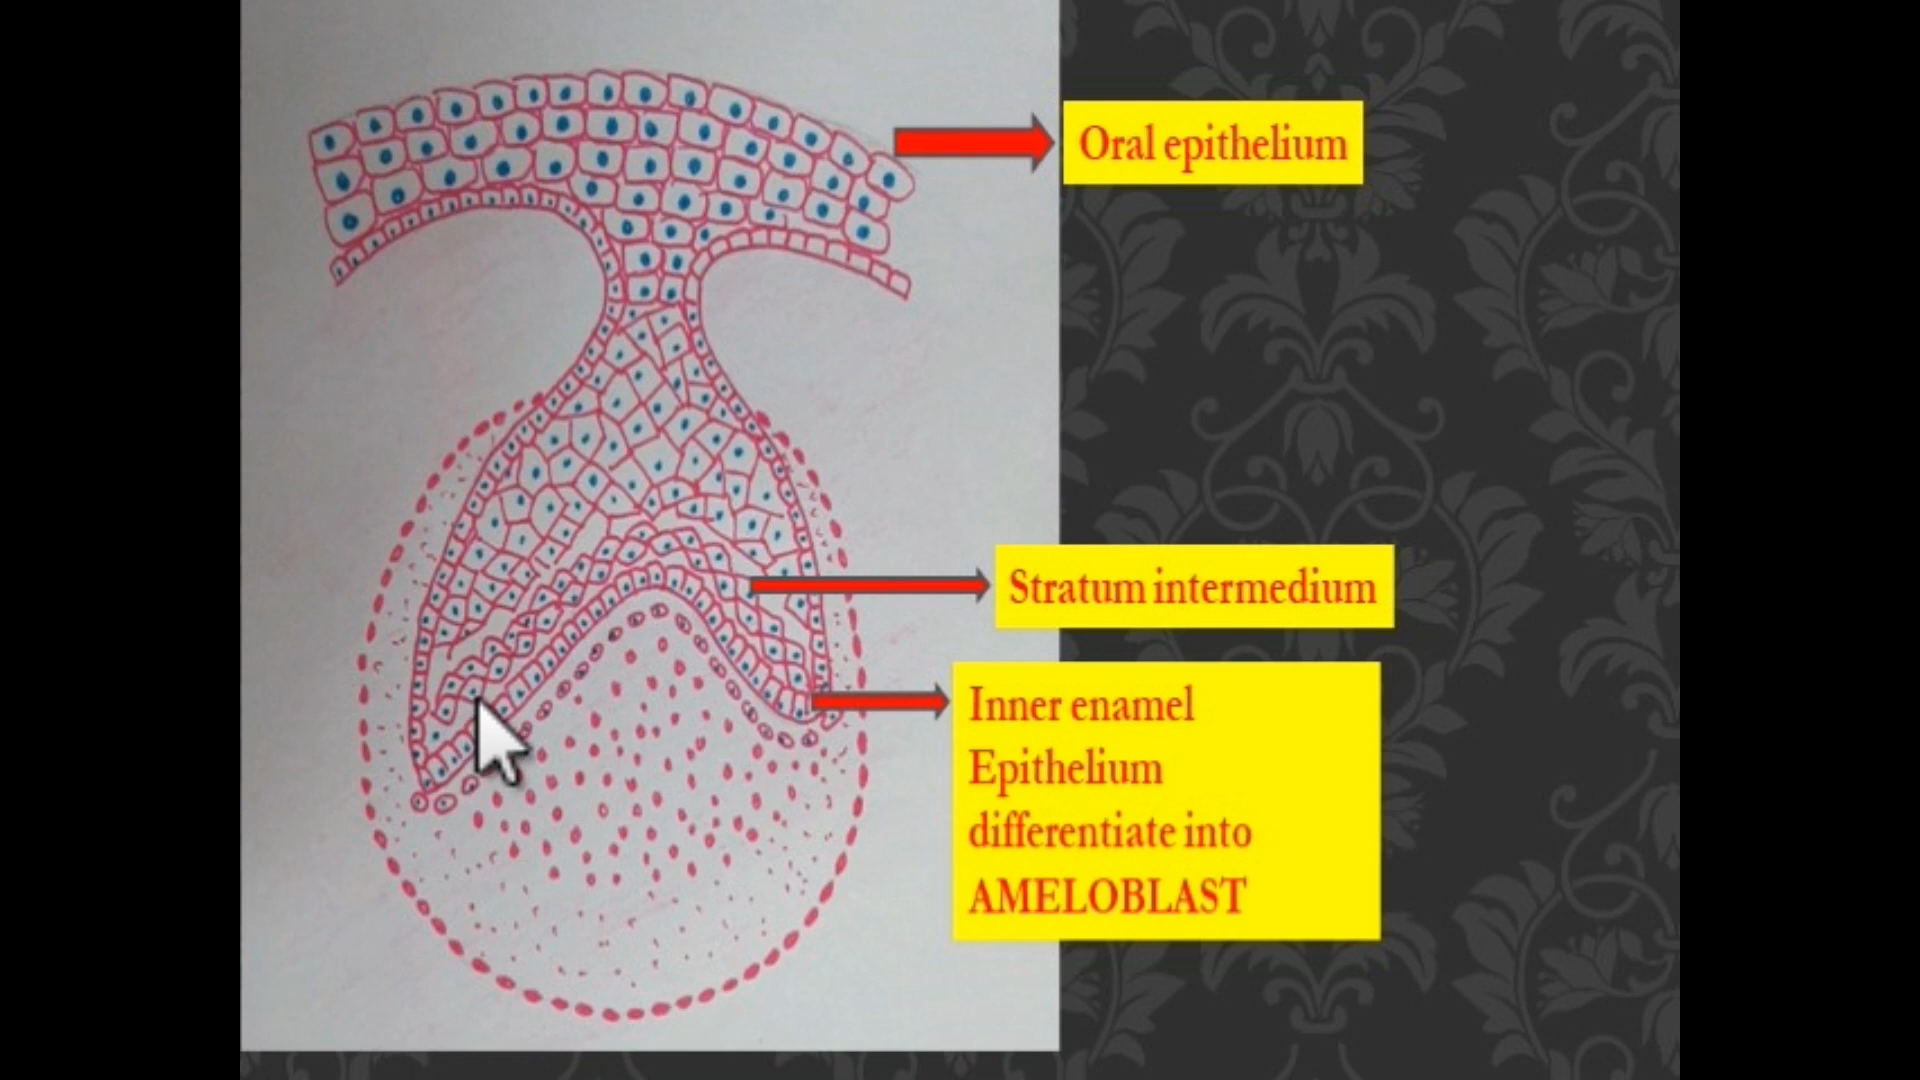 Oral epithelium
Stratum intermedium
Inner enamel
Epithelium
differentiate into
AMELOBLAST